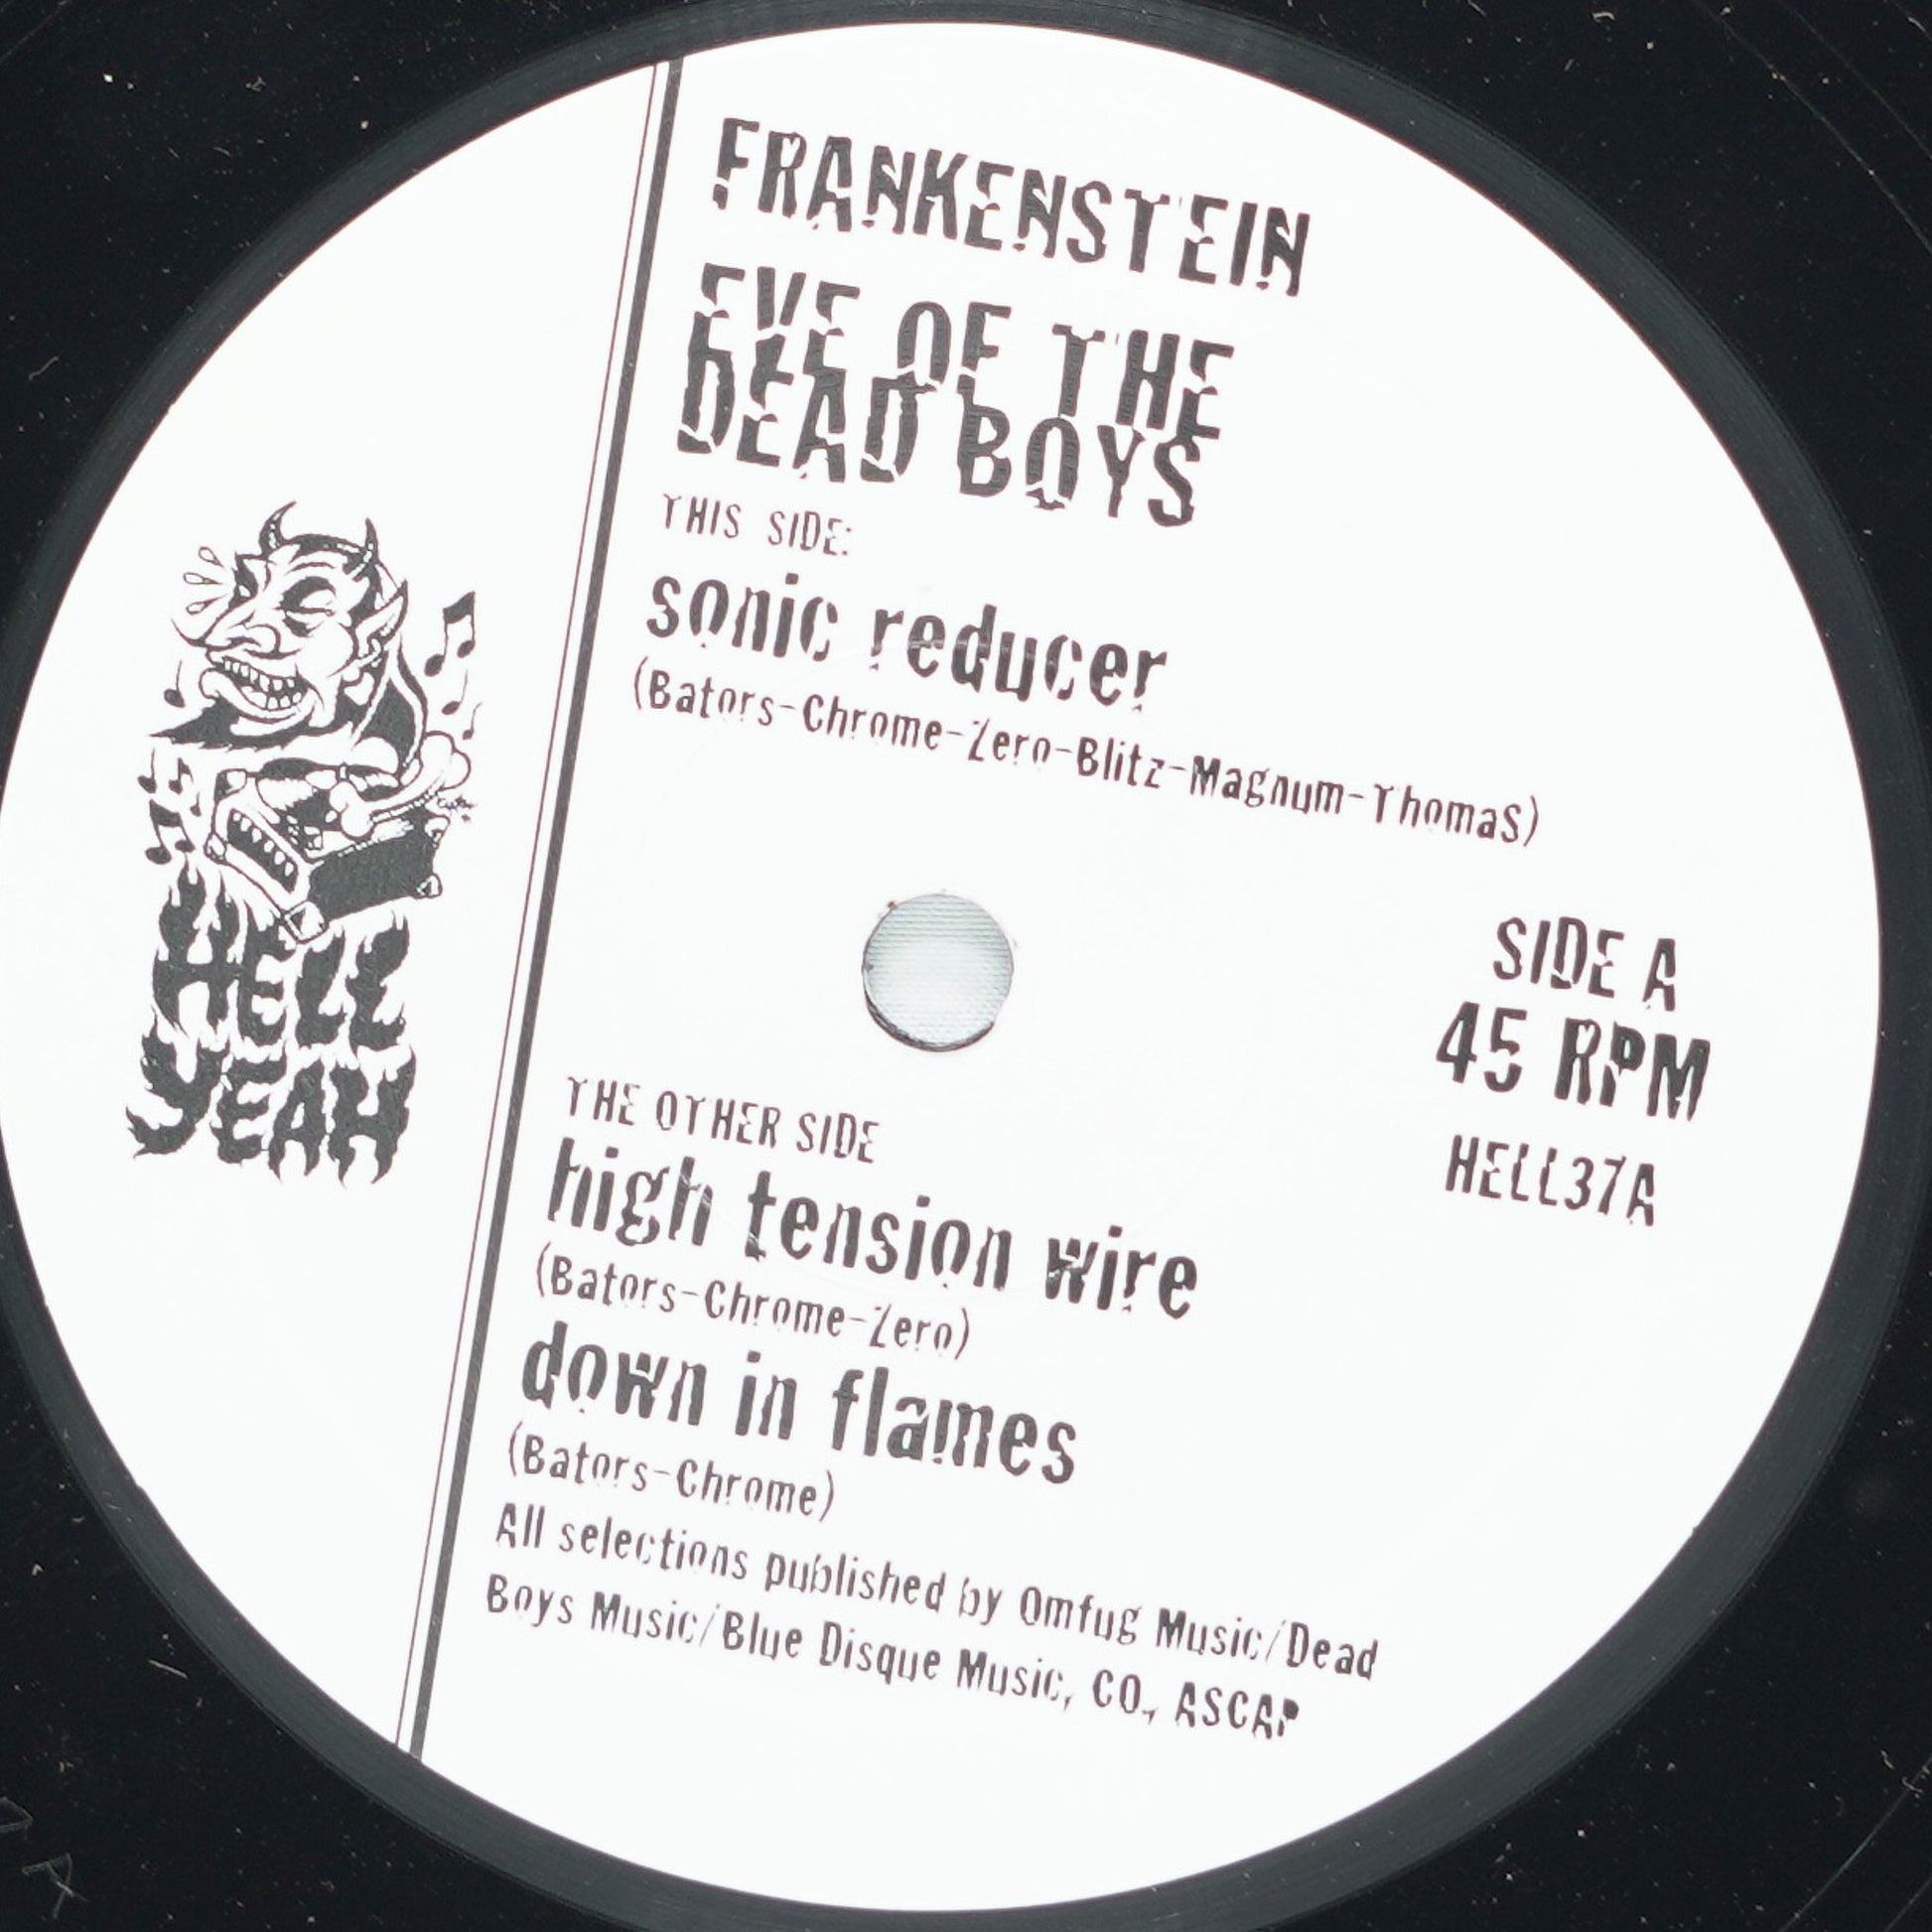 FRANKENSTEIN
EVE OF THE
DEAD BOYS
THIS SIDE:
sonic reducer
(Bators-Chrome-Zero-Blitz-Magnum-Thomas)
SIDE A
45 RPM
HELL37A
HELL
YEAH
THE OTHER SIDE
high tension wire
(Bators-Chrome-Zero)
down in flames
(Bators-Chrome)
All selections published by Omfug Music/Dead
Boys Music/Blue Disque Music, CO., ASCAP